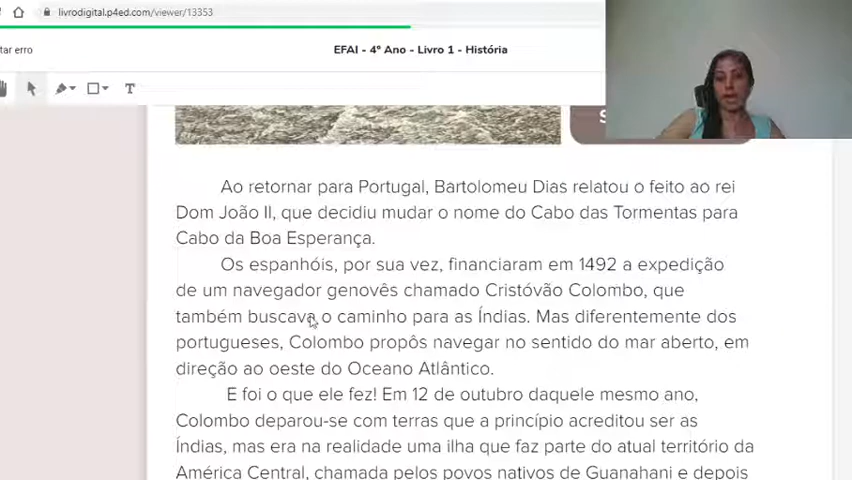 livrodigital.p4ed.com/viewer/13353
tar erro
EFAI - 4º Ano - Livro 1 - História
T
S
Ao retornar para Portugal, Bartolomeu Dias relatou o feito ao rei
Dom João II, que decidiu mudar o nome do Cabo das Tormentas para
Cabo da Boa Esperança.
Os espanhóis, por sua vez, financiaram em 1492 a expedição
de um navegador genovês chamado Cristóvão Colombo, que
também buscava o caminho para as Índias. Mas diferentemente dos
portugueses, Colombo propôs navegar no sentido do mar aberto, em
direção ao oeste do Oceano Atlântico.
E foi o que ele fez! Em 12 de outubro daquele mesmo ano,
Colombo deparou-se com terras que a princípio acreditou ser as
Índias, mas era na realidade uma ilha que faz parte do atual território da
América Central, chamada pelos povos nativos de Guanahani e depois